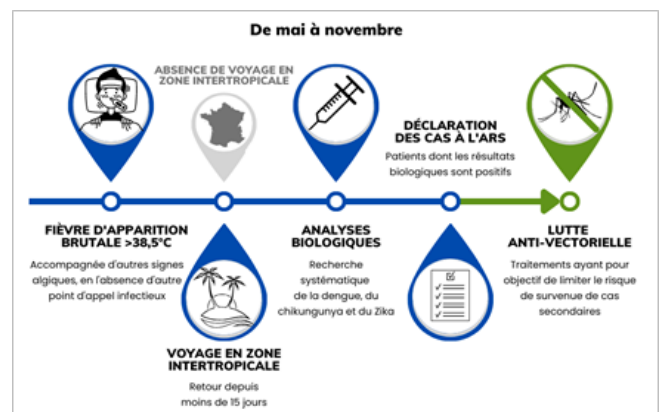 De mai à novembre
ABSENCE DE VOYAGE EN
ZONE INTERTROPICALE
DÉCLARATION
DES CAS À L'ARS
Patients dont les résultats
biologiques sont positifs
FIÈVRE D'APPARITION
BRUTALE >38,5°C
Accompagnée d'autres signes
algiques, en l'absence d'autre
point d'appel infectieux
ANALYSES
BIOLOGIQUES
Recherche
systématique
de la dengue, du
chikungunya et du Zika
LUTTE
ANTI-VECTORIELLE
Traitements ayant pour
objectif de limiter le risque
de survenue de cas
secondaires
VOYAGE EN ZONE
INTERTROPICALE
Retour depuis
moins de 15 jours